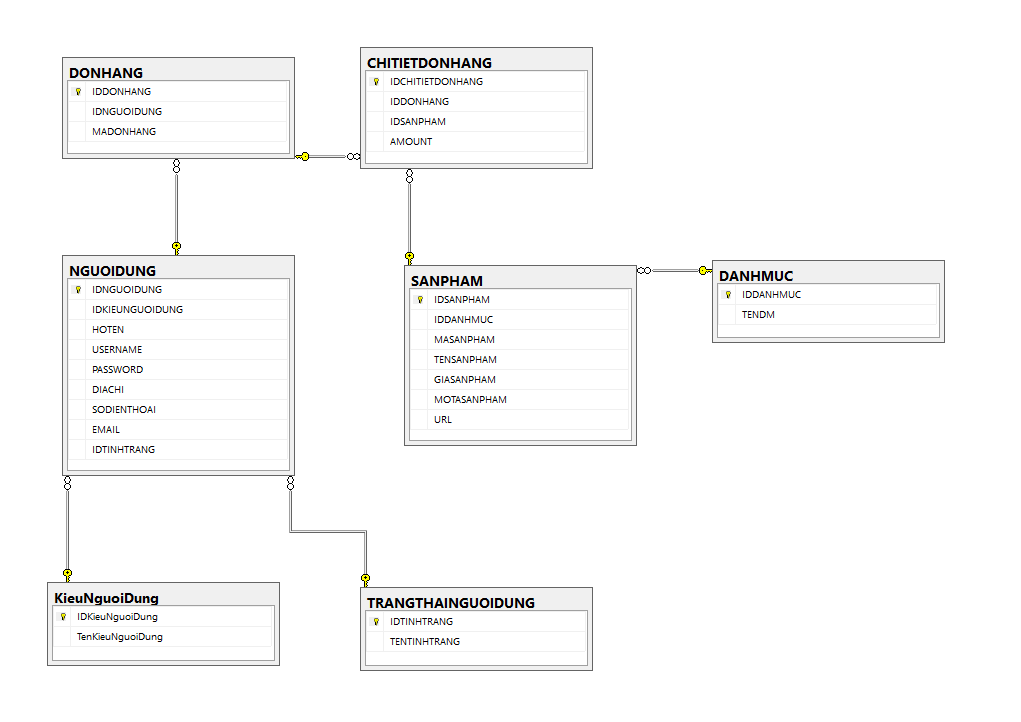 DONHANG
IDDONHANG
IDNGUOIDUNG
MADONHANG
CHITIETDONHANG
IDCHITIETDONHANG
IDDONHANG
IDSANPHAM
AMOUNT
NGUOIDUNG
IDNGUOIDUNG
IDKIEUNGUOIDUNG
HOTEN
USERNAME
PASSWORD
DIACHI
SODIENTHOAI
EMAIL
IDTINHTRANG
SANPHAM
IDSANPHAM
IDDANHMUC
MASANPHAM
TENSANPHAM
GIASANPHAM
MOTASANPHAM
URL
DANHMUC
IDDANHMUC
TENDM
KieuNguoiDung
IDKieuNguoiDung
TenKieuNguoiDung
TRANGTHAINGUOIDUNG
IDTINHTRANG
TENTINHTRANG